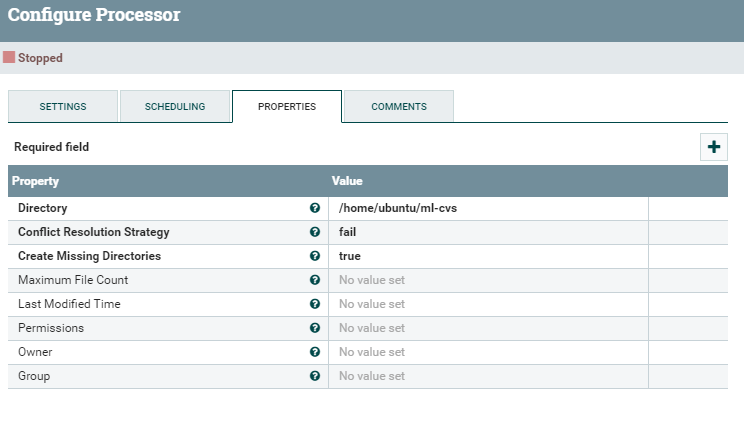 Configure Processor
Stopped
SETTINGS SCHEDULING PROPERTIES COMMENTS
Required field
Property Value
Directory /home/ubuntu/ml-cvs
Conflict Resolution Strategy fail
Create Missing Directories true
Maximum File Count No value set
Last Modified Time No value set
Permissions No value set
Owner No value set
Group No value set